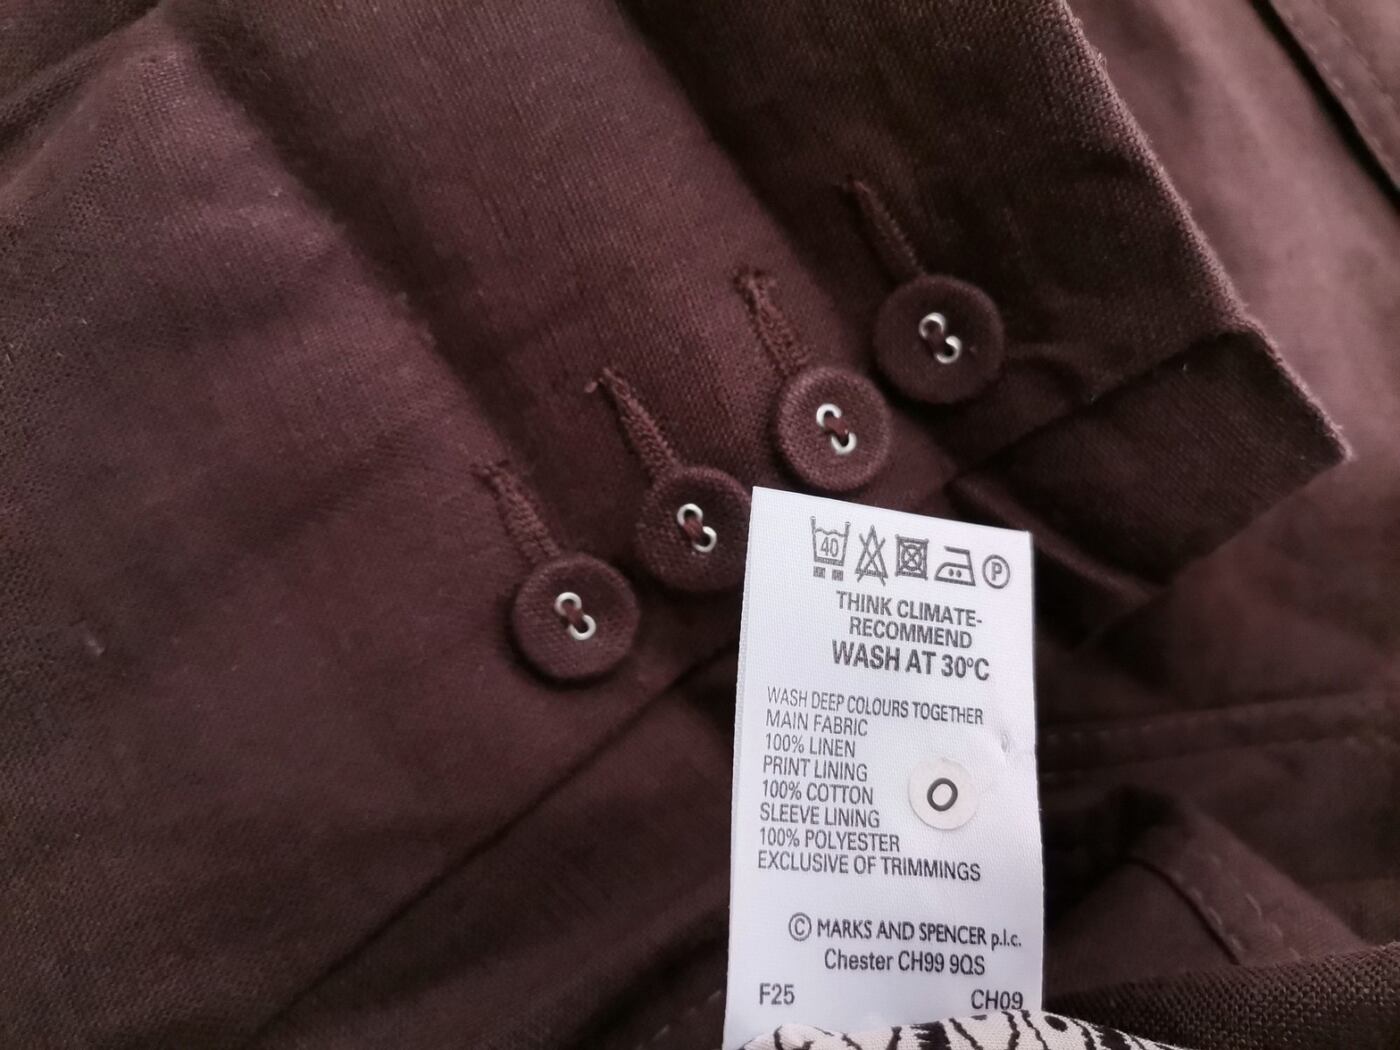 40
P
THINK CLIMATE-
RECOMMEND
WASH AT 30ºC
WASH DEEP COLOURS TOGETHER
MAIN FABRIC
100% LINEN
PRINT LINING
100% COTTON
SLEEVE LINING
100% POLYESTER
EXCLUSIVE OF TRIMMINGS
O
© MARKS AND SPENCER p.l.c.
Chester CH99 9QS
F25 CH09